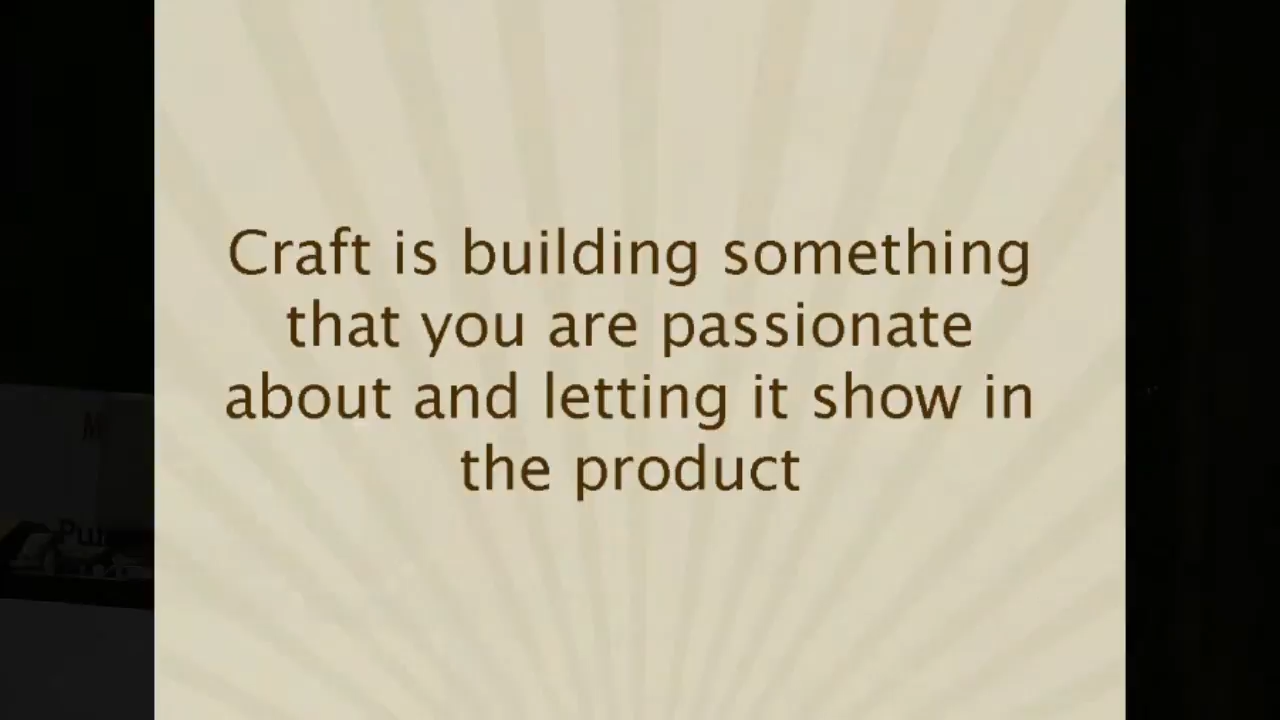 Craft is building something
that you are passionate
about and letting it show in
the product